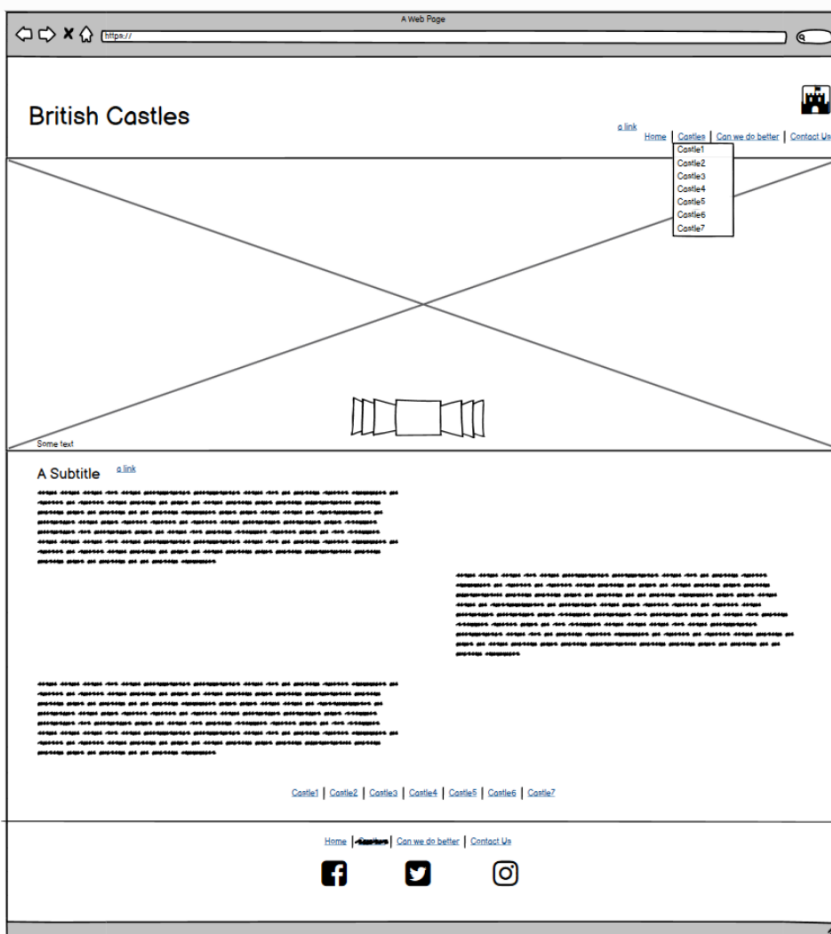 A Web Page
https://
British Castles
a link
Home | Castles | Can we do better | Contact Us
Castle1
Castle2
Castle3
Castle4
Castle5
Castle6
Castle7
Some text
A Subtitle a link
Castle1 | Castle2 | Castle3 | Castle4 | Castle5 | Castle6 | Castle7
Home | | Can we do better | Contact Us